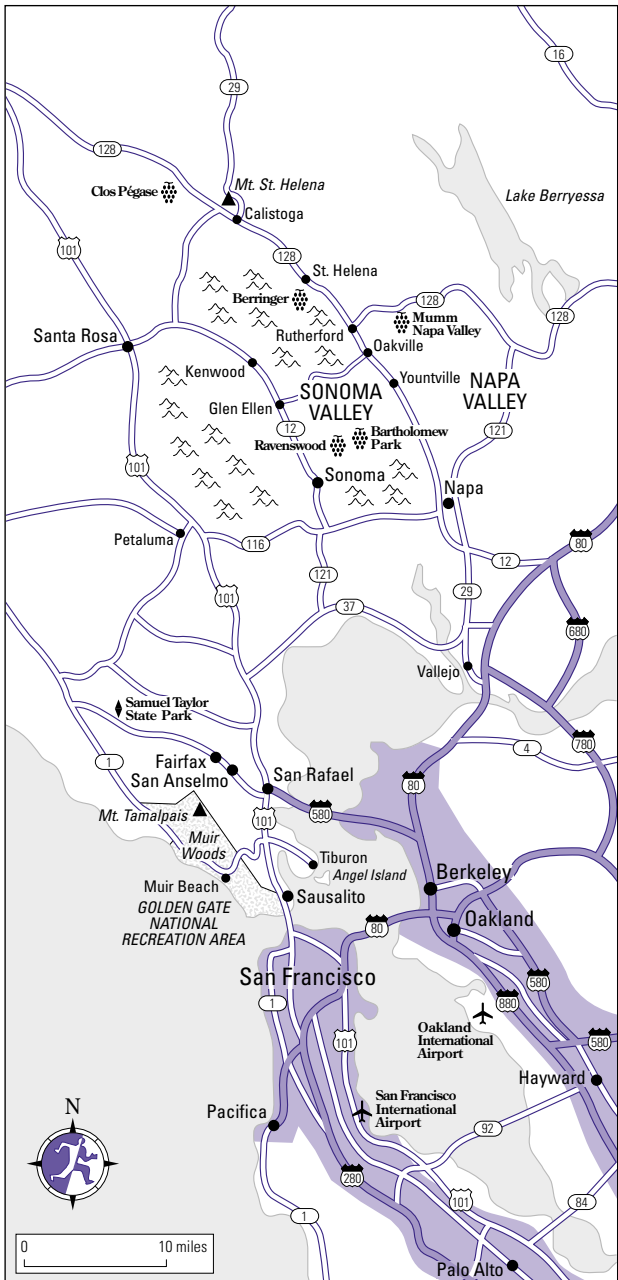 16
29
128
Clos Pégase
Mt. St. Helena
Lake Berryessa
Calistoga
101
128
St. Helena
Berringer
128
Mumm
Napa Valley
128
Rutherford
Santa Rosa
Oakville
Kenwood
Yountville
SONOMA
VALLEY
NAPA
VALLEY
Glen Ellen
12
121
Bartholomew
Park
Ravenswood
101
Sonoma
Napa
Petaluma
116
80
12
121
101
29
37
680
Vallejo
Samuel Taylor
State Park
780
4
1
Fairfax
San Anselmo
San Rafael
80
Mt. Tamalpais
580
101
Muir
Woods
Tiburon
Angel Island
Muir Beach
Berkeley
Sausalito
GOLDEN GATE
NATIONAL
RECREATION AREA
80
Oakland
San Francisco
580
1
880
Oakland
International
Airport
101
580
Hayward
San Francisco
International
Airport
Pacifica
N
92
280
101
84
1
0
10 miles
Palo Alto